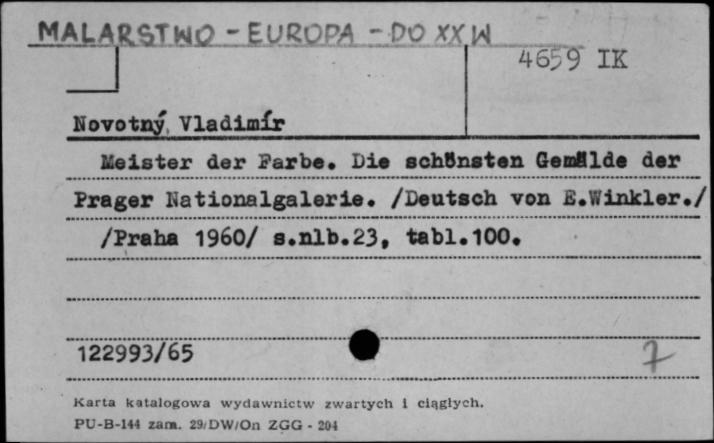 MALARSTWO - EUROPA - DO XX W
4659 IK
Novotný, Vladimír
Meister der Farbe. Die schönsten Gemälde der
Prager Nationalgalerie. /Deutsch von E.Winkler./
/Praha 1960/ s.nlb.23, tabl.100.
122993/65
7
Karta katalogowa wydawnictw zwartych i ciągłych.
PU-B-144 zam. 29/DW/On ZGG - 204